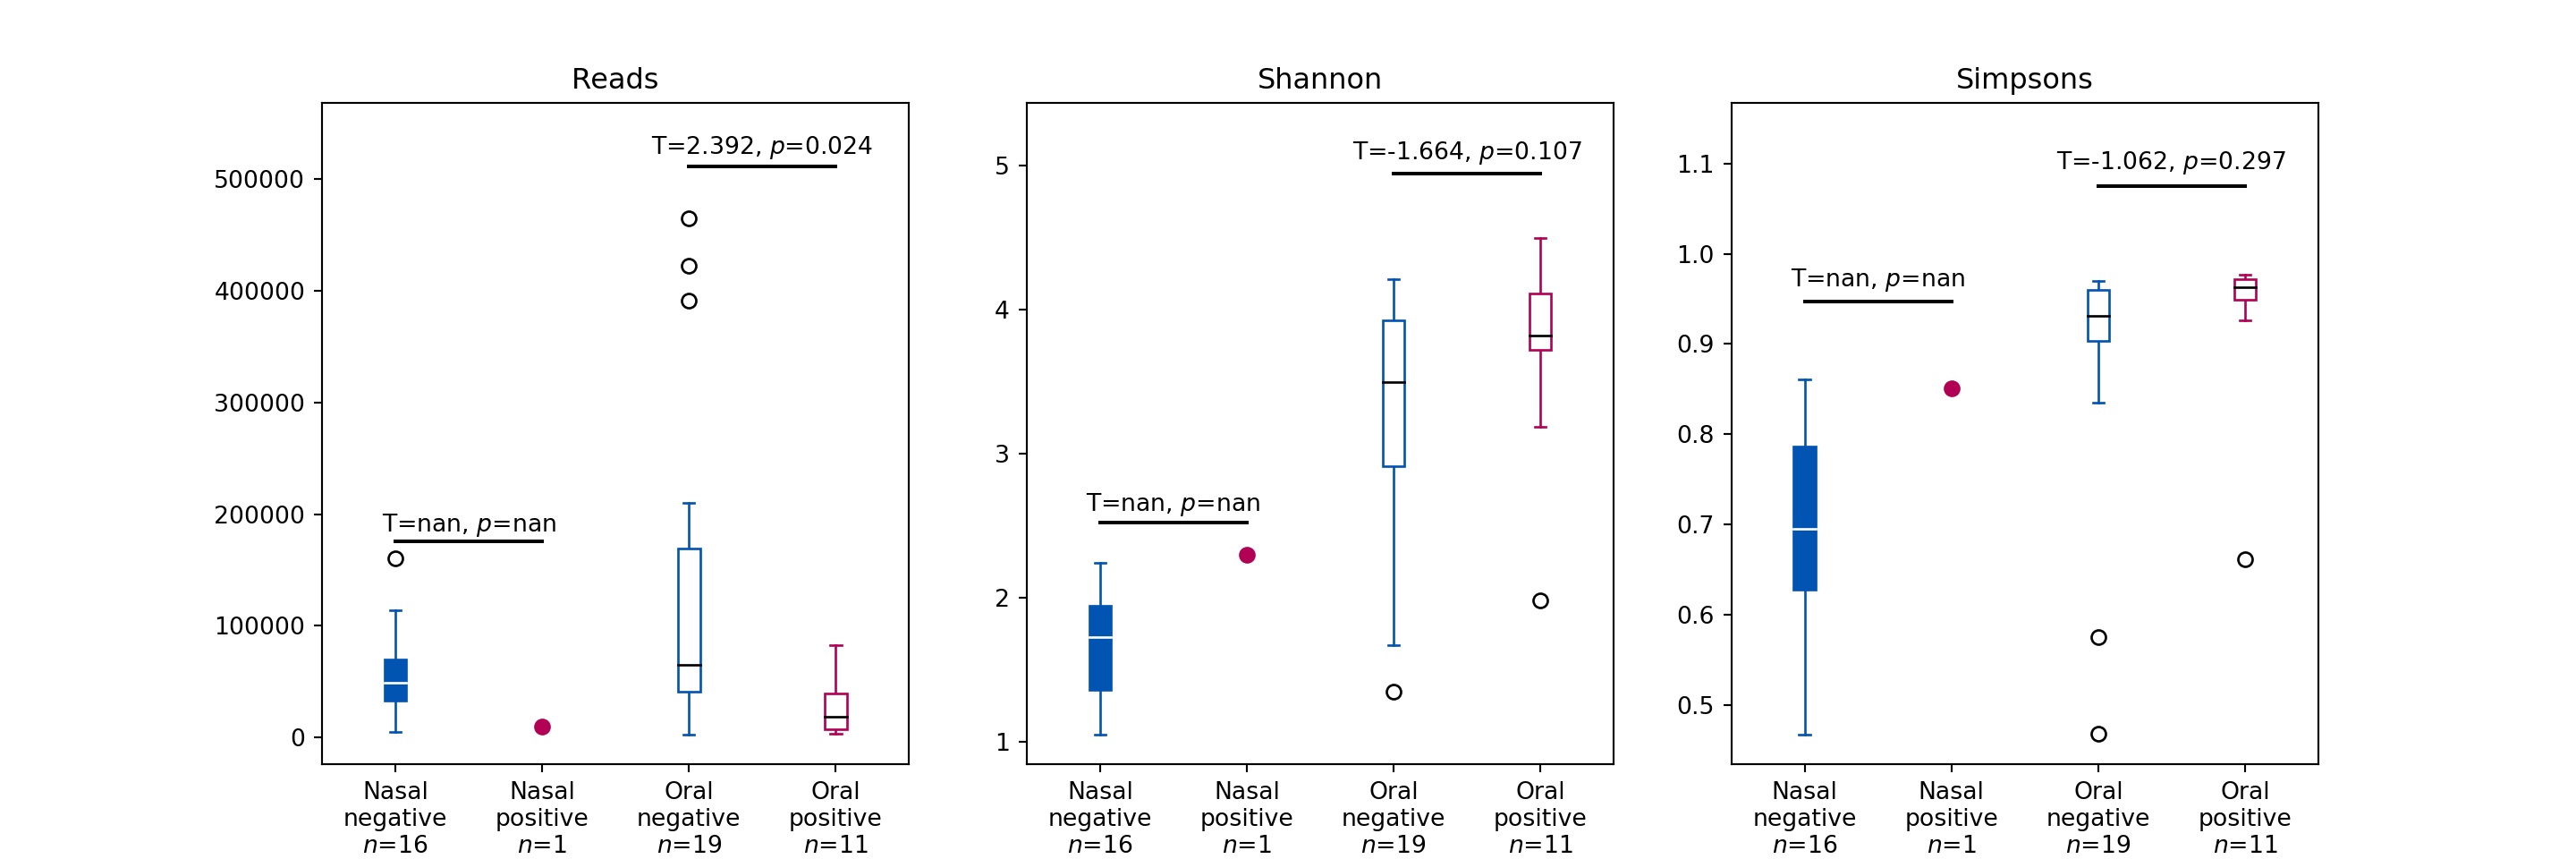 Reads
500000
400000
300000
200000
100000
0
T=nan, p=nan
T=2.392, p=0.024
Nasal
negative
n=16
Nasal
positive
n=1
Oral
negative
n=19
Oral
positive
n=11
Shannon
5
4
3
2
1
T=nan, p=nan
T=-1.664, p=0.107
Nasal
negative
n=16
Nasal
positive
n=1
Oral
negative
n=19
Oral
positive
n=11
Simpsons
1.1
1.0
0.9
0.8
0.7
0.6
0.5
T=nan, p=nan
T=-1.062, p=0.297
Nasal
negative
n=16
Nasal
positive
n=1
Oral
negative
n=19
Oral
positive
n=11